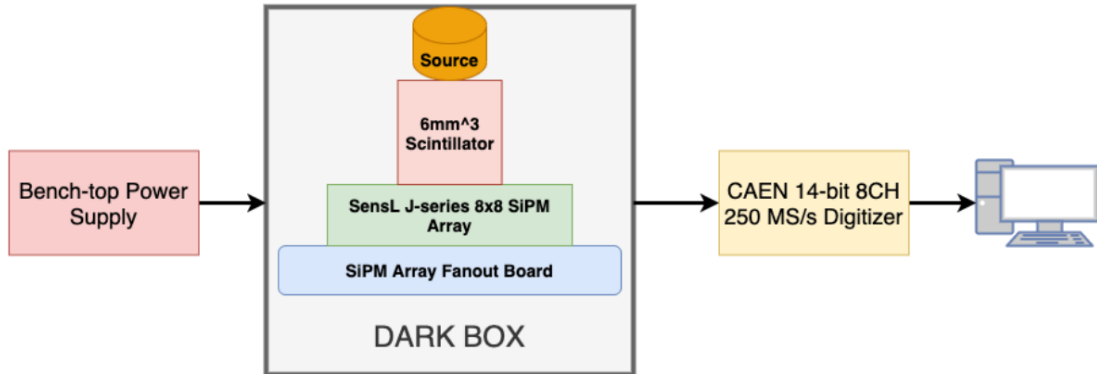 Source
6mm^3
Scintillator
Bench-top Power
Supply
SensL J-series 8x8 SiPM
Array
CAEN 14-bit 8CH
250 MS/s Digitizer
SiPM Array Fanout Board
DARK BOX